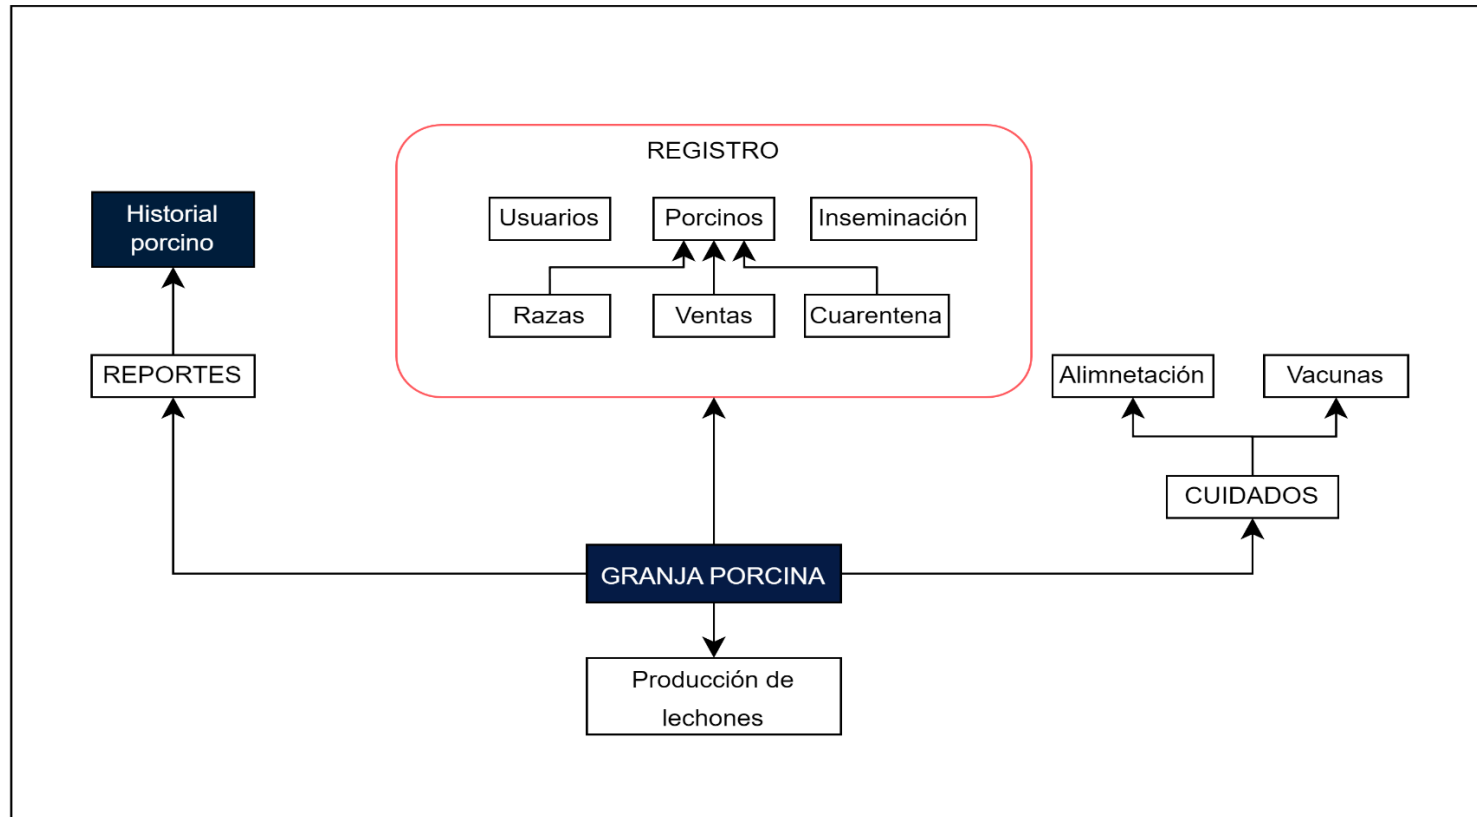 REGISTRO
Historial
porcino
Usuarios
Porcinos
Inseminación
Razas
Ventas
Cuarentena
REPORTES
Alimnetación
Vacunas
CUIDADOS
GRANJA PORCINA
Producción de
lechones